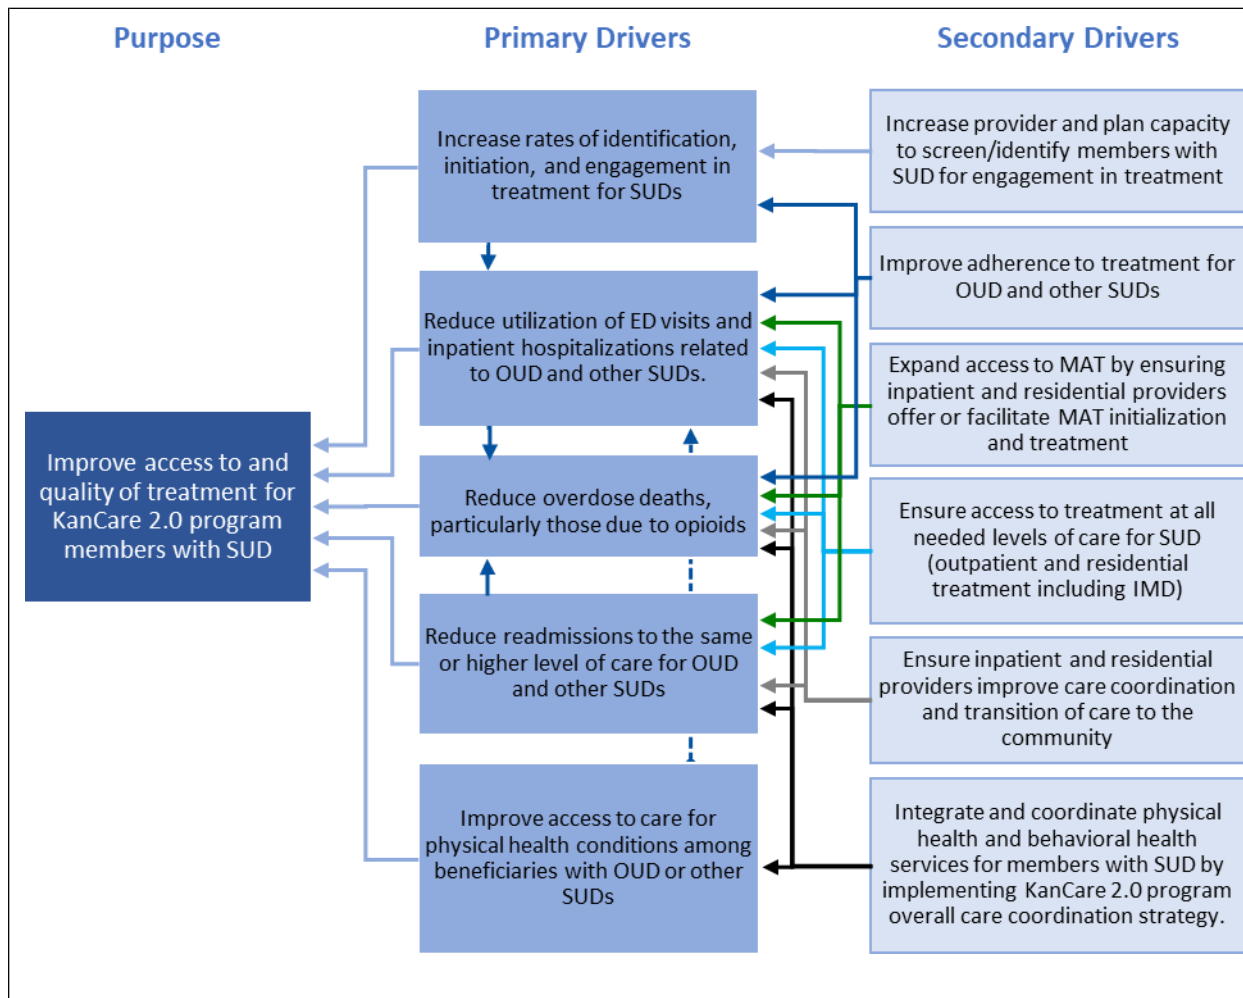 Purpose
Primary Drivers
Secondary Drivers
Increase rates of identification,
initiation, and engagement in
treatment for SUDs
Reduce utilization of ED visits and
inpatient hospitalizations related
to OUD and other SUDs.
Reduce overdose deaths,
particularly those due to opioids
Reduce readmissions to the same
or higher level of care for OUD
and other SUDs
Improve access to care for
physical health conditions among
beneficiaries with OUD or other
SUDs
Improve access to and
quality of treatment for
KanCare 2.0 program
members with SUD
Increase provider and plan capacity
to screen/identify members with
SUD for engagement in treatment
Improve adherence to treatment for
OUD and other SUDs
Expand access to MAT by ensuring
inpatient and residential providers
offer or facilitate MAT initialization
and treatment
Ensure access to treatment at all
needed levels of care for SUD
(outpatient and residential
treatment including IMD)
Ensure inpatient and residential
providers improve care coordination
and transition of care to the
community
Integrate and coordinate physical
health and behavioral health
services for members with SUD by
implementing KanCare 2.0 program
overall care coordination strategy.